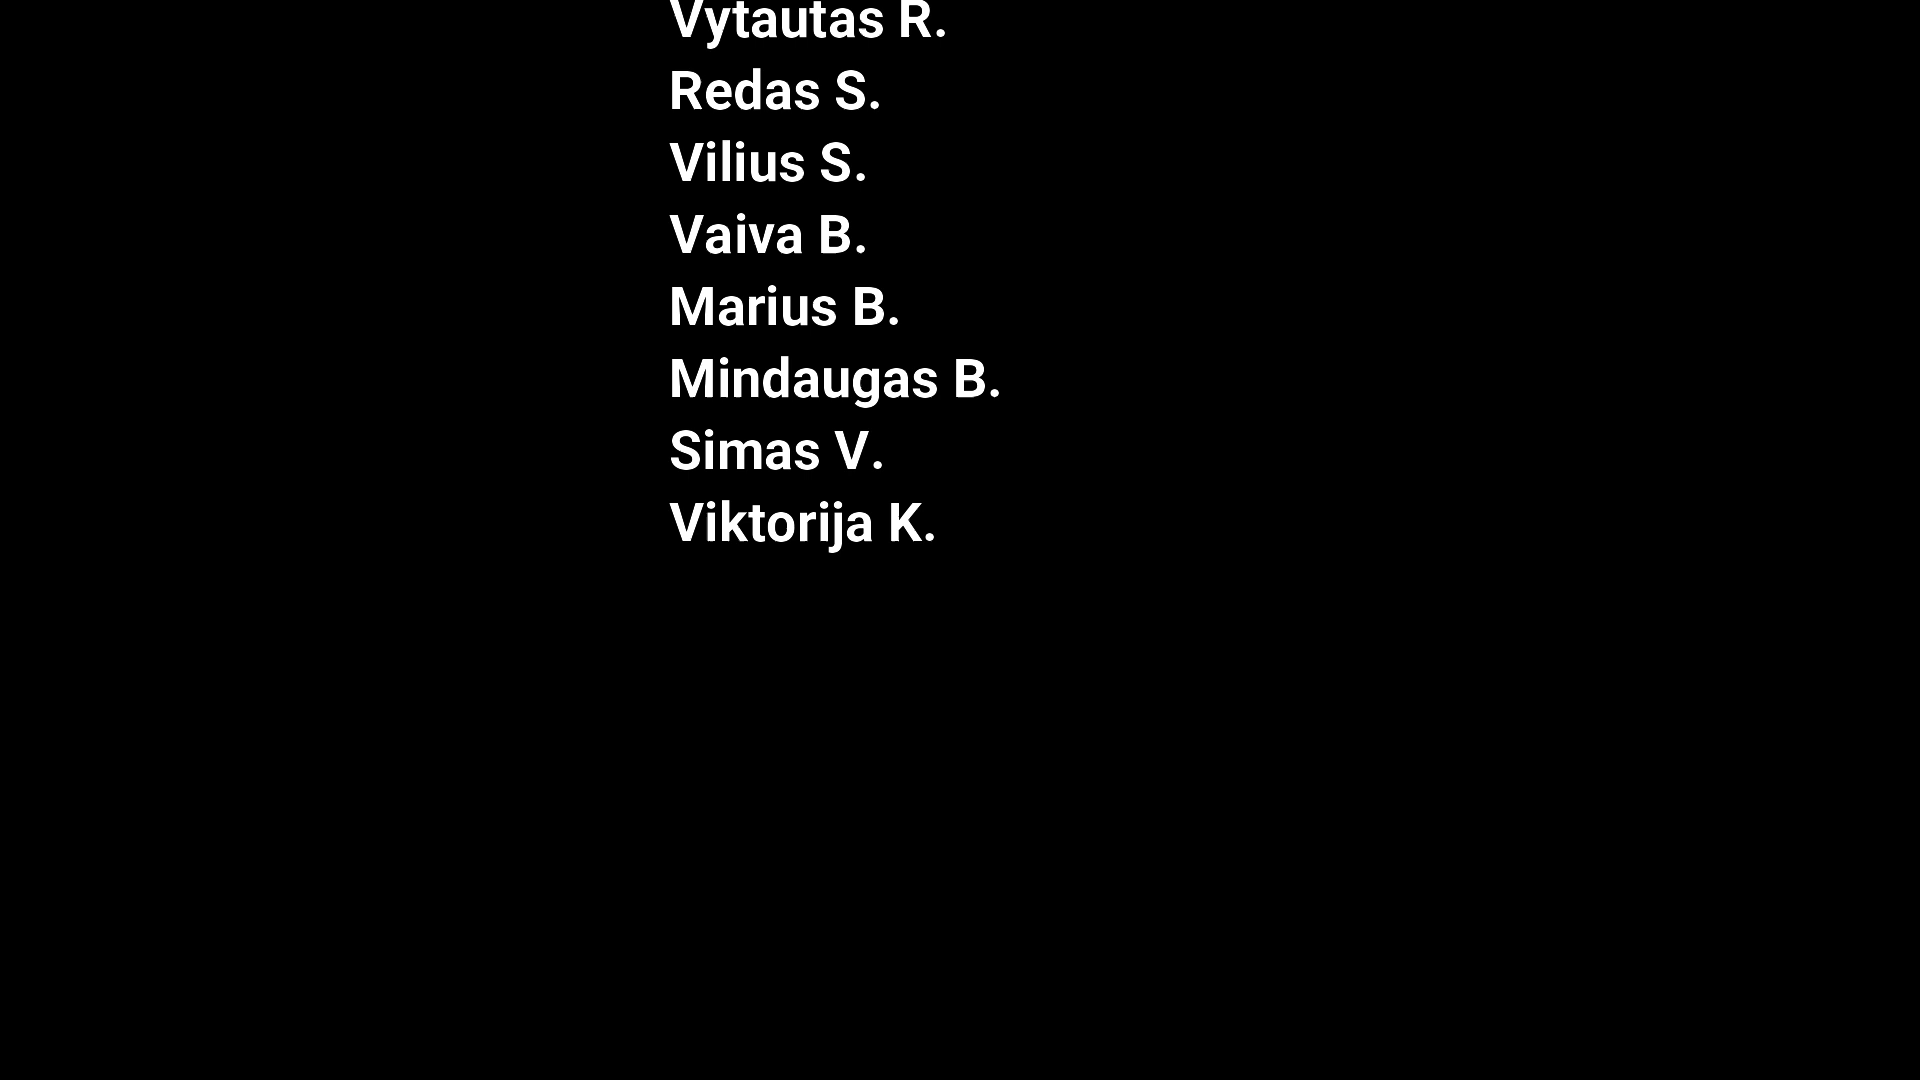 Vytautas R.
Redas S.
Vilius S.
Vaiva B.
Marius B.
Mindaugas B.
Simas V.
Viktorija K.